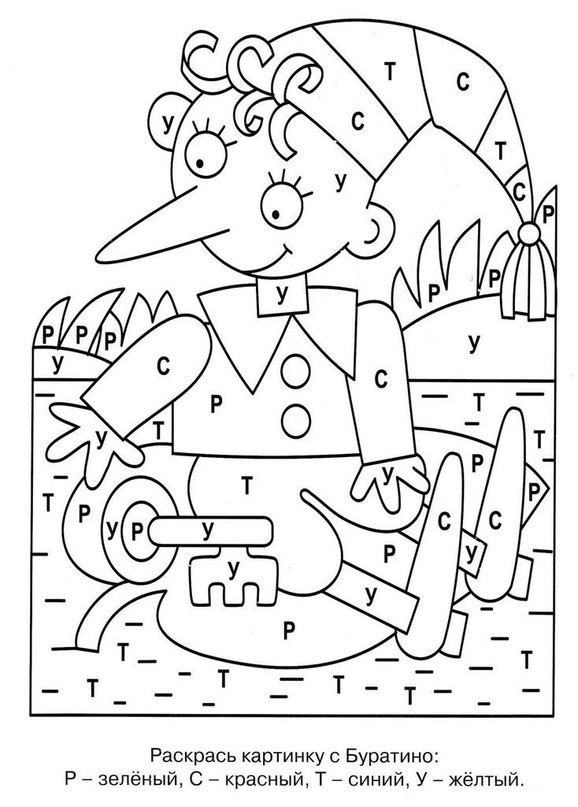 Т С
С
У Т
У С Р
У Р Р
Р Р Р У
У С С
Р Т
У Т Т
У Р
Т Т Р
Р У Р У С С
Р У
У У
Р
Т Т
Т Т Т Т
Раскрась картинку с Буратино:
Р – зелёный, С – красный, Т – синий, У – жёлтый.